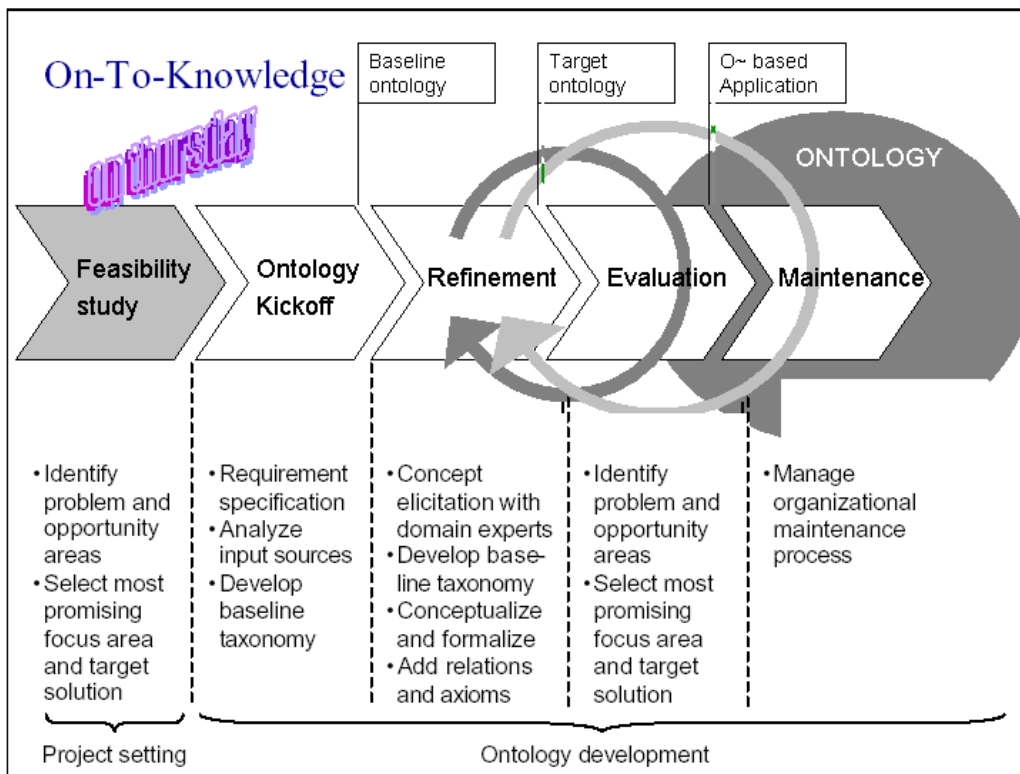 On-To-Knowledge
on thursday
Baseline
ontology
Target
ontology
O~ based
Application
ONTOLOGY
Feasibility
study
Ontology
Kickoff
Refinement
Evaluation
Maintenance
• Identify
problem and
opportunity
areas
• Select most
promising
focus area
and target
solution
• Requirement
specification
• Analyze
input sources
• Develop
baseline
taxonomy
• Concept
elicitation with
domain experts
• Develop base-
line taxonomy
• Conceptualize
and formalize
• Add relations
and axioms
• Identify
problem and
opportunity
areas
• Select most
promising
focus area
and target
solution
• Manage
organizational
maintenance
process
Project setting
Ontology development